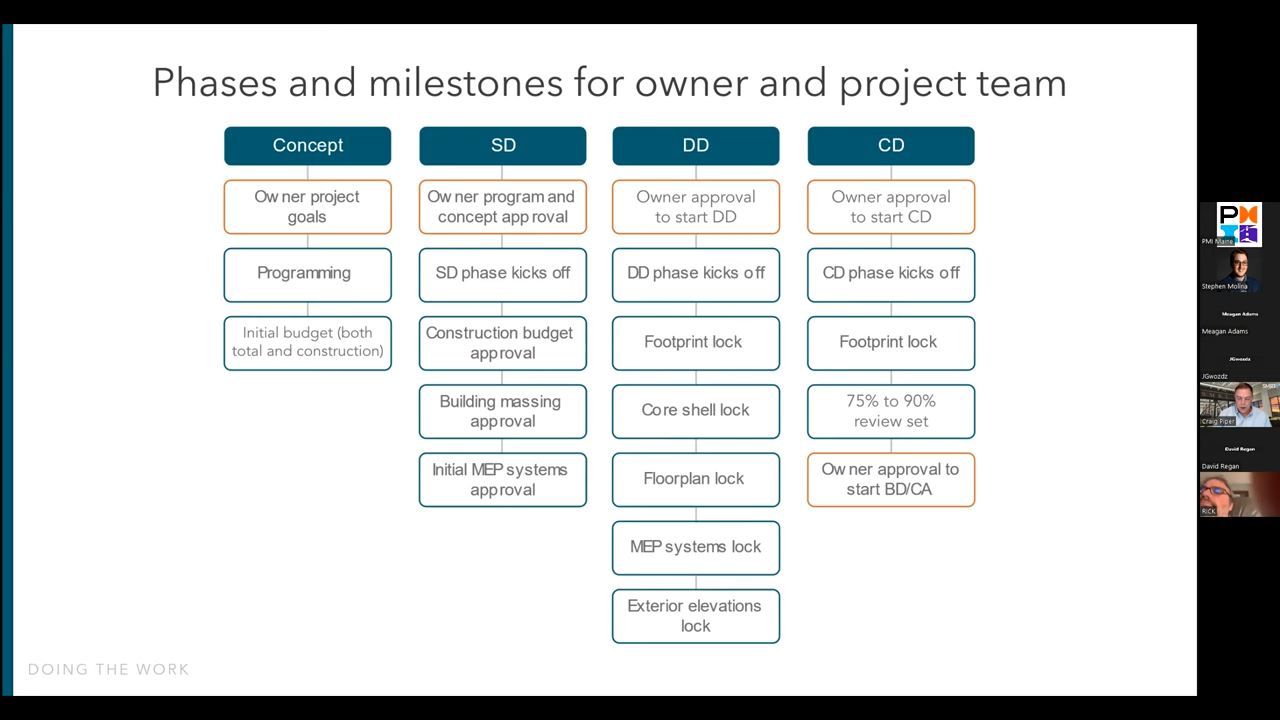 Phases and milestones for owner and project team
Concept
Owner project
goals
Programming
Initial budget (both
total and construction)
SD
Owner program and
concept approval
SD phase kicks off
Construction budget
approval
Building massing
approval
Initial MEP systems
approval
DD
Owner approval
to start DD
DD phase kicks off
Footprint lock
Core shell lock
Floorplan lock
MEP systems lock
Exterior elevations
lock
CD
Owner approval
to start CD
CD phase kicks off
Footprint lock
75% to 90%
review set
Owner approval to
start BD/CA
DOING THE WORK
PMI Maine
Stephen Molina
Meagan Adams
Meagan Adams
JGwozdz
JGwozdz
Craig Piper
David Regan
David Regan
RICK